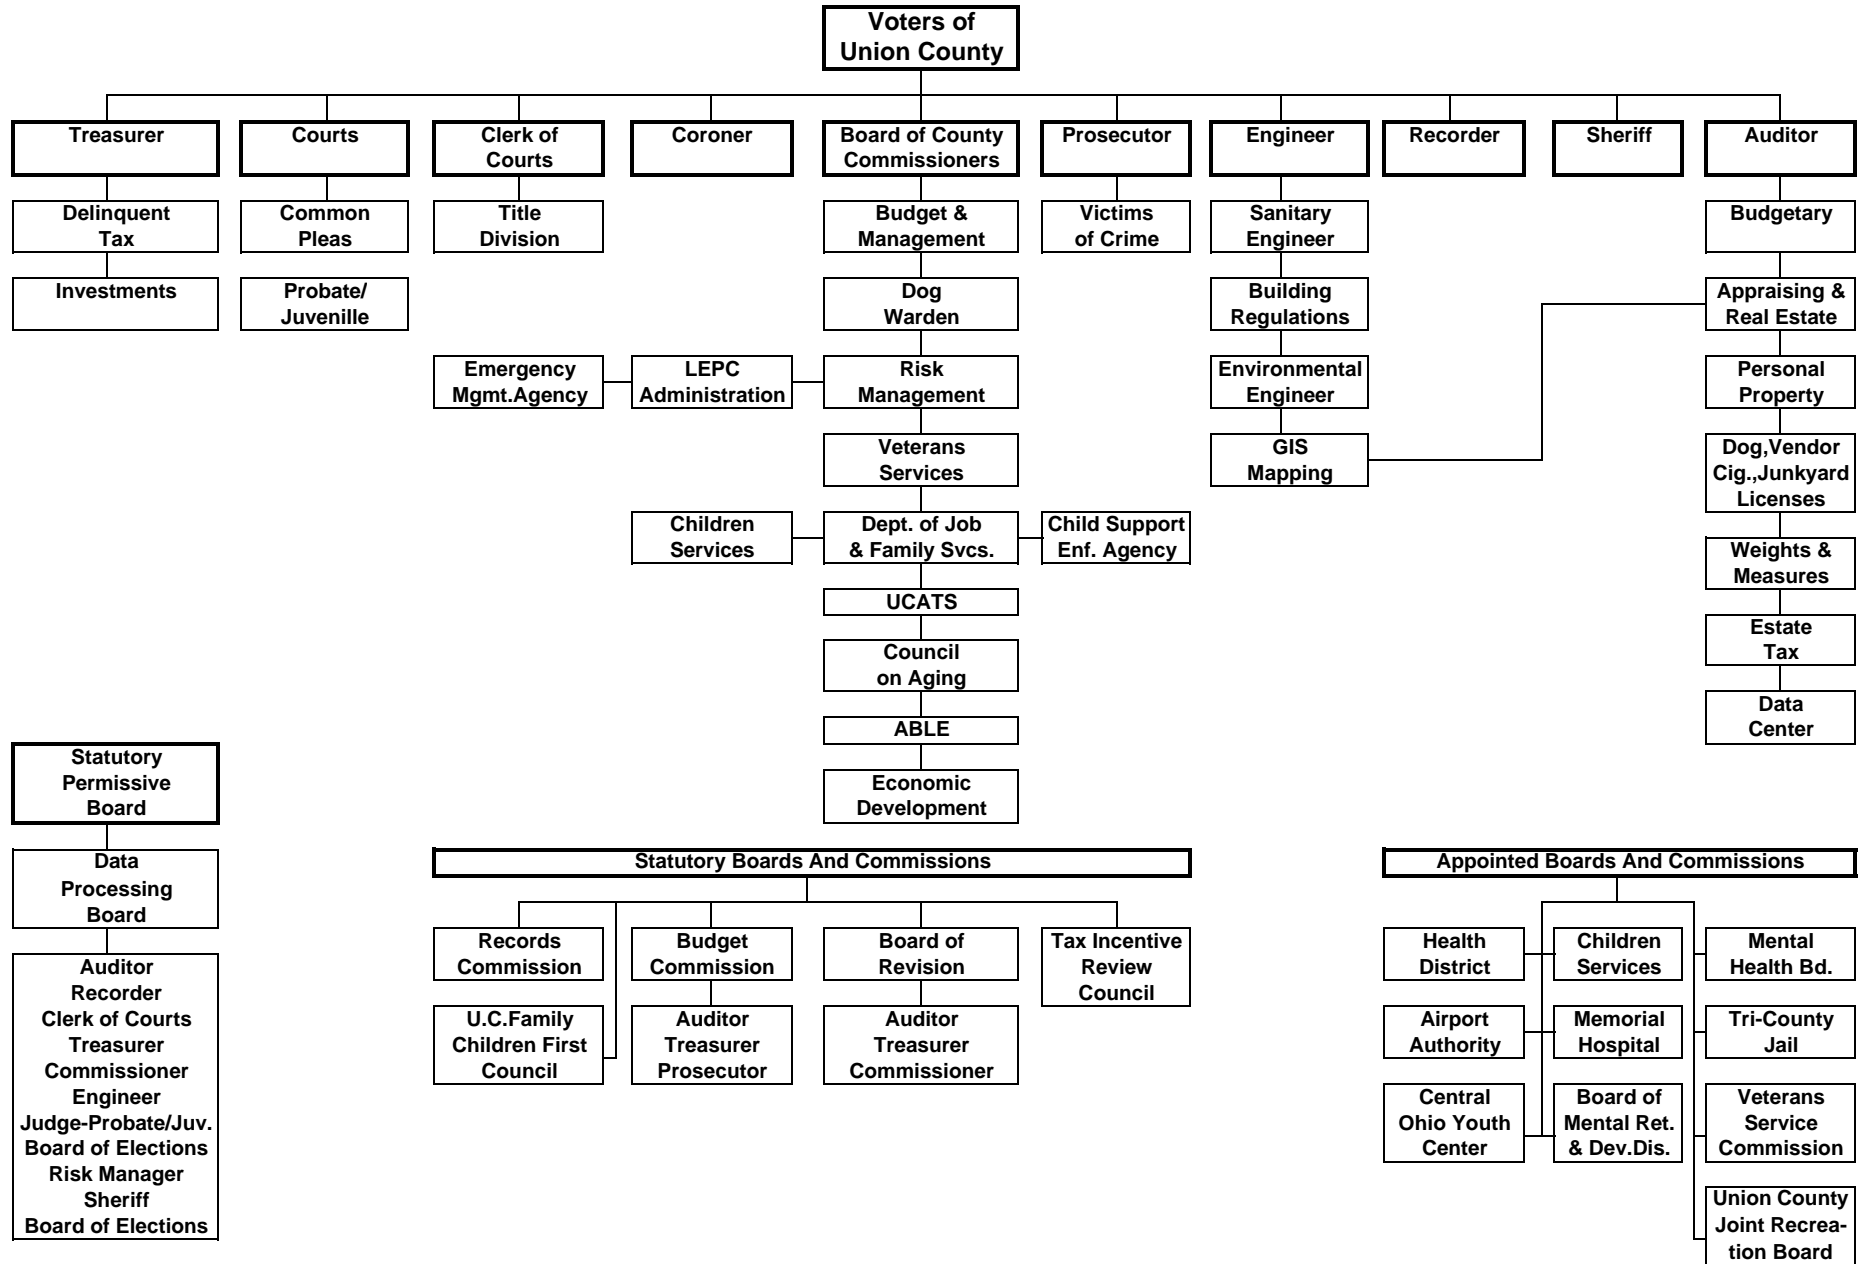 Voters of
Union County
Treasurer
Courts
Clerk of
Courts
Coroner
Board of County
Commissioners
Prosecutor
Engineer
Recorder
Sheriff
Auditor
Delinquent
Tax
Common
Pleas
Title
Division
Budget &
Management
Victims
of Crime
Sanitary
Engineer
Budgetary
Investments
Probate/
Juvenille
Dog
Warden
Building
Regulations
Appraising &
Real Estate
Emergency
Mgmt.Agency
LEPC
Administration
Risk
Management
Environmental
Engineer
Personal
Property
Veterans
Services
GIS
Mapping
Dog,Vendor
Cig.,Junkyard
Licenses
Children
Services
Dept. of Job
& Family Svcs.
Child Support
Enf. Agency
Weights &
Measures
UCATS
Estate
Tax
Council
on Aging
Data
Center
ABLE
Economic
Development
Statutory
Permissive
Board
Data
Processing
Board
Auditor
Recorder
Clerk of Courts
Treasurer
Commissioner
Engineer
Judge-Probate/Juv.
Board of Elections
Risk Manager
Sheriff
Board of Elections
Statutory Boards And Commissions
Records
Commission
Budget
Commission
Board of
Revision
Tax Incentive
Review
Council
U.C.Family
Children First
Council
Auditor
Treasurer
Prosecutor
Auditor
Treasurer
Commissioner
Appointed Boards And Commissions
Health
District
Children
Services
Mental
Health Bd.
Airport
Authority
Memorial
Hospital
Tri-County
Jail
Central
Ohio Youth
Center
Board of
Mental Ret.
& Dev.Dis.
Veterans
Service
Commission
Union County
Joint Recrea-
tion Board